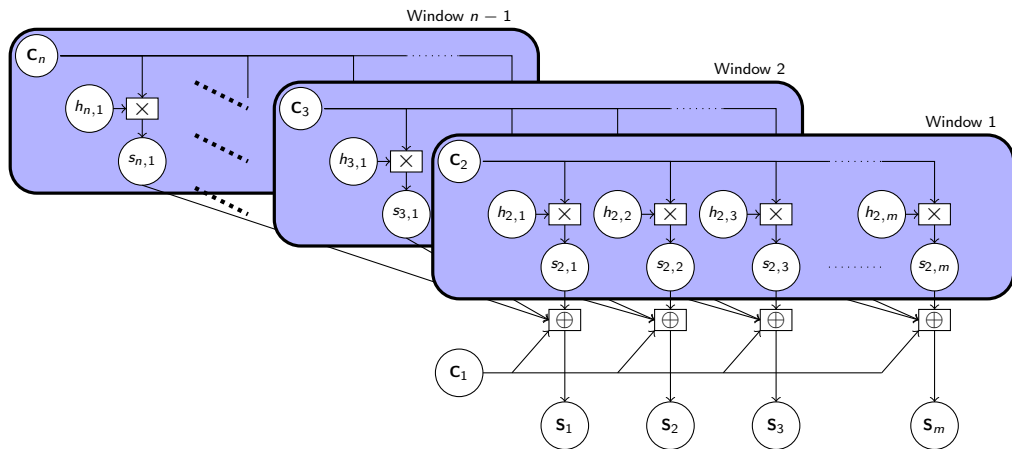 Window n − 1
C_n
h_{n,1} ×
s_{n,1}
Window 2
C_3
h_{3,1} ×
s_{3,1}
Window 1
C_2
h_{2,1} × h_{2,2} × h_{2,3} × h_{2,m} ×
s_{2,1} s_{2,2} s_{2,3} s_{2,m}
⊕ ⊕ ⊕ ⊕
C_1
S_1 S_2 S_3 S_m